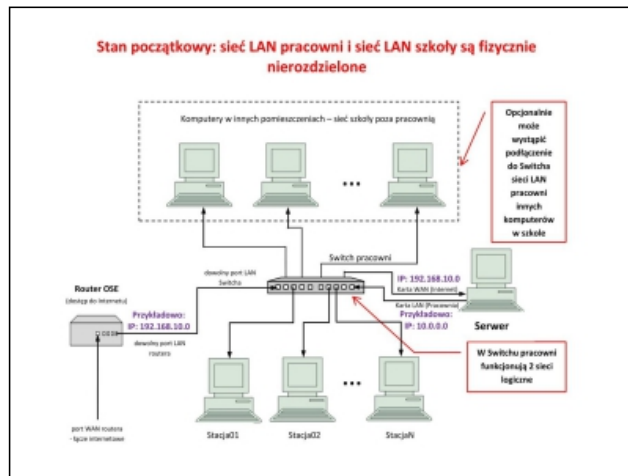 Stan początkowy: sieć LAN pracowni i sieć LAN szkoły są fizycznie
nierozdzielone
Komputery w innych pomieszczeniach – sieć szkoły poza pracownią
Opcjonalnie
może
wystąpić
podłączenie
do Switcha
sieci LAN
pracowni
innych
komputerów
w szkole
Switch pracowni
dowolny port LAN
Switcha
IP: 192.168.10.0
Karta WAN (Internet)
Karta LAN (Pracownia)
Przykładowo:
IP: 10.0.0.0
Serwer
Router OSE
(dostęp do Internetu)
Przykładowo:
IP: 192.168.10.0
dowolny port LAN
routera
W Switchu pracowni
funkcjonują 2 sieci
logiczne
port WAN routera
- łącze internetowe
Stacja01
Stacja02
StacjaN